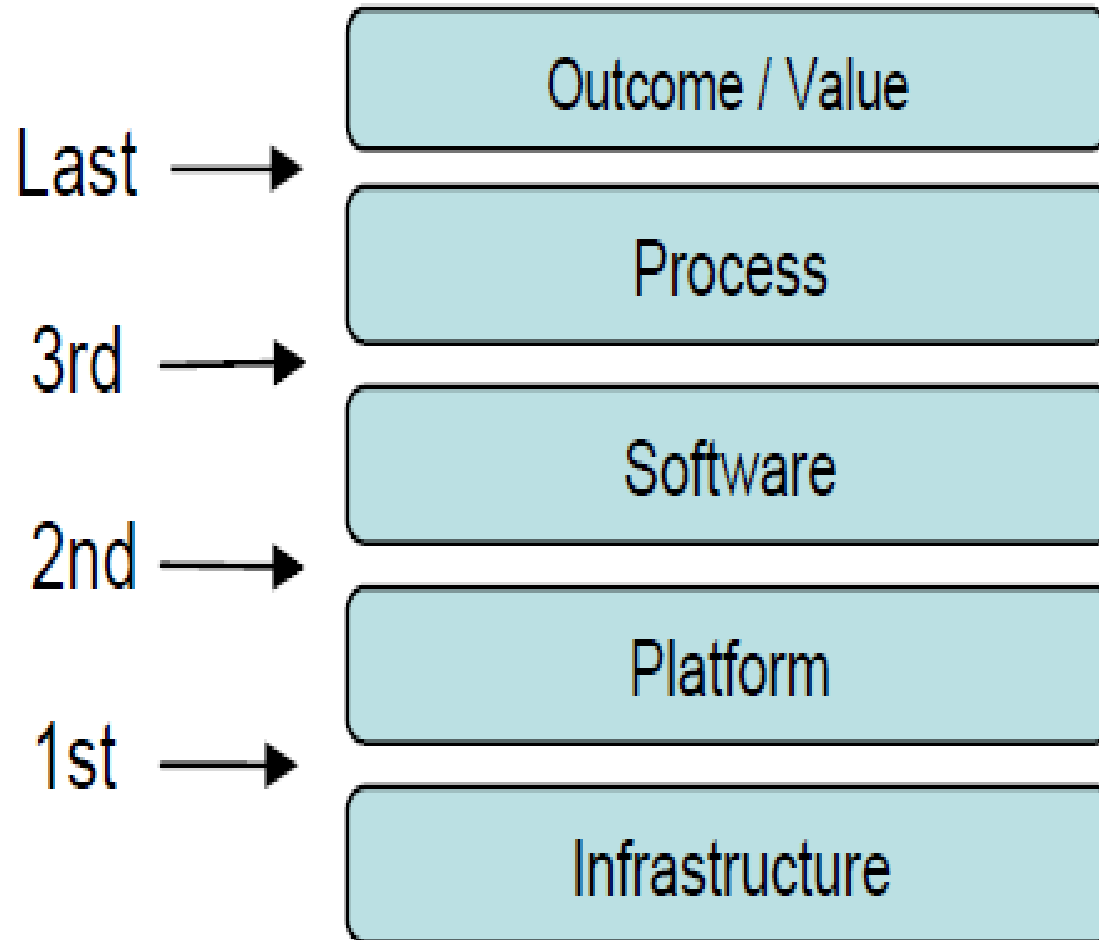 Outcome / Value
Last
Process
3rd
Software
2nd
Platform
1st
Infrastructure